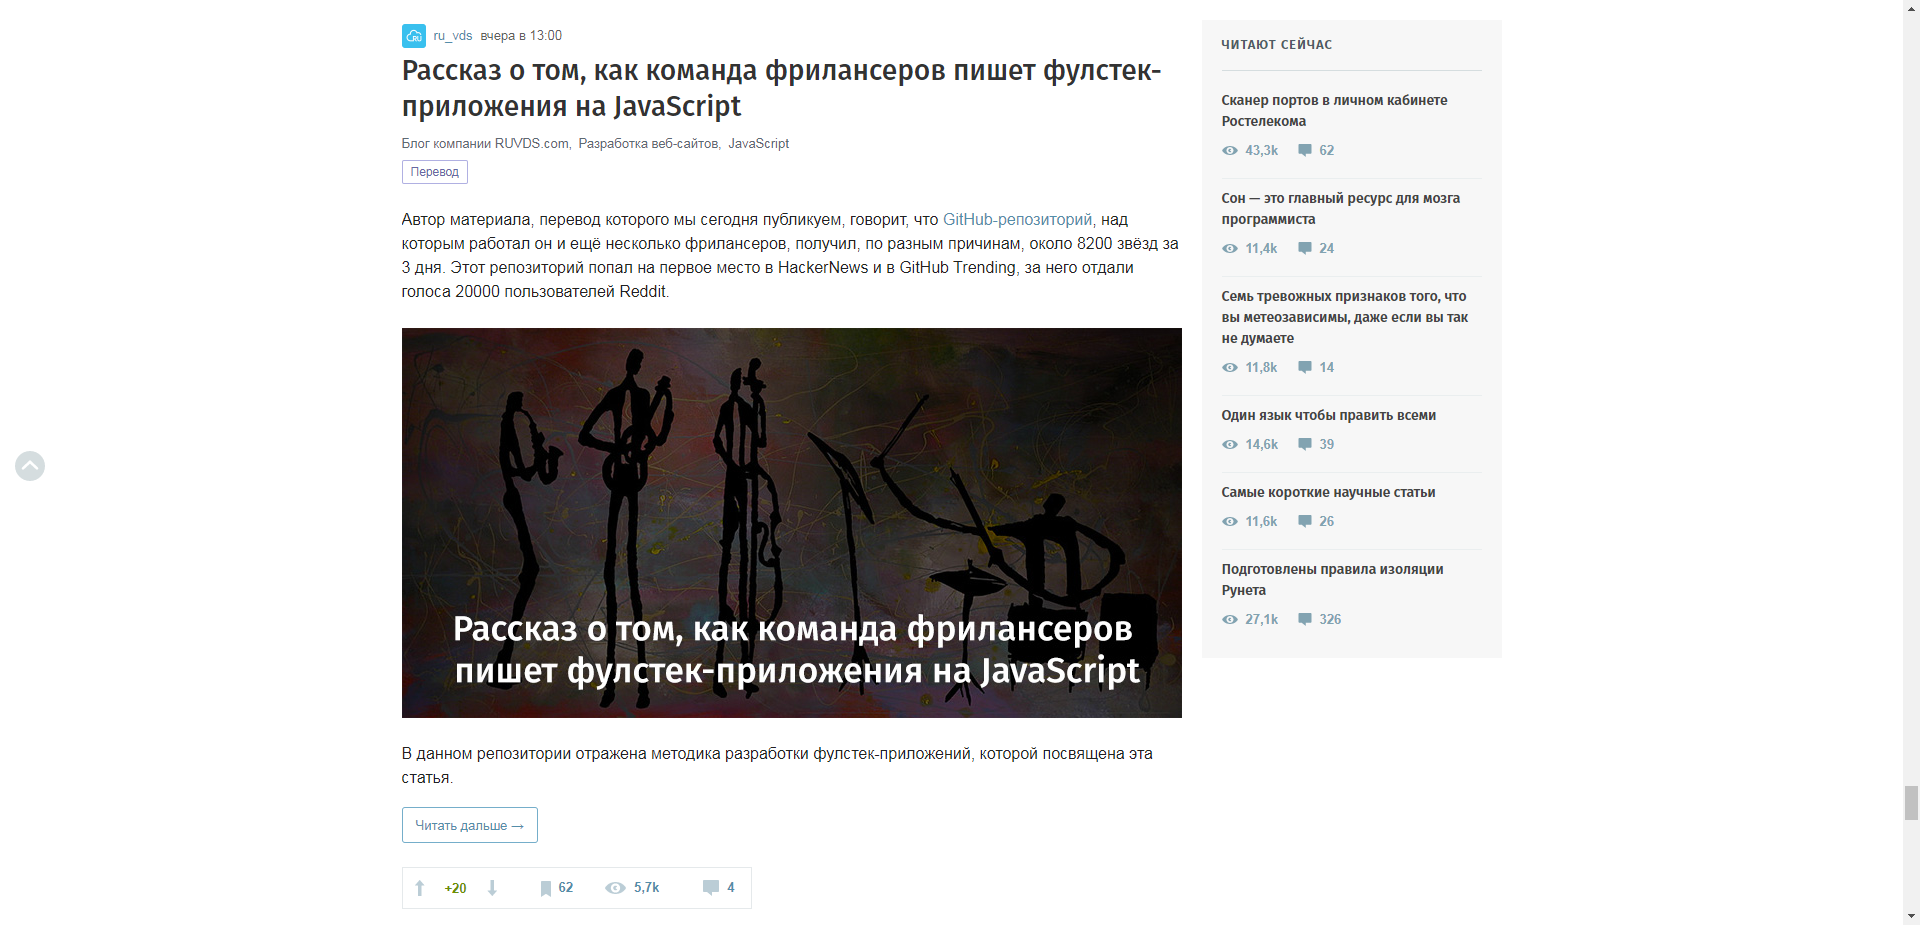 ru_vds вчера в 13:00
Рассказ о том, как команда фрилансеров пишет фулстек-
приложения на JavaScript
Блог компании RUVDS.com, Разработка веб-сайтов, JavaScript
Перевод
Автор материала, перевод которого мы сегодня публикуем, говорит, что GitHub-репозиторий, над
которым работал он и ещё несколько фрилансеров, получил, по разным причинам, около 8200 звёзд за
3 дня. Этот репозиторий попал на первое место в HackerNews и в GitHub Trending, за него отдали
голоса 20000 пользователей Reddit.
Рассказ о том, как команда фрилансеров
пишет фулстек-приложения на JavaScript
В данном репозитории отражена методика разработки фулстек-приложений, которой посвящена эта
статья.
Читать дальше →
+20 62 5,7k 4
ЧИТАЮТ СЕЙЧАС
Сканер портов в личном кабинете
Ростелекома
43,3k 62
Сон — это главный ресурс для мозга
программиста
11,4k 24
Семь тревожных признаков того, что
вы метеозависимы, даже если вы так
не думаете
11,8k 14
Один язык чтобы править всеми
14,6k 39
Самые короткие научные статьи
11,6k 26
Подготовлены правила изоляции
Рунета
27,1k 326